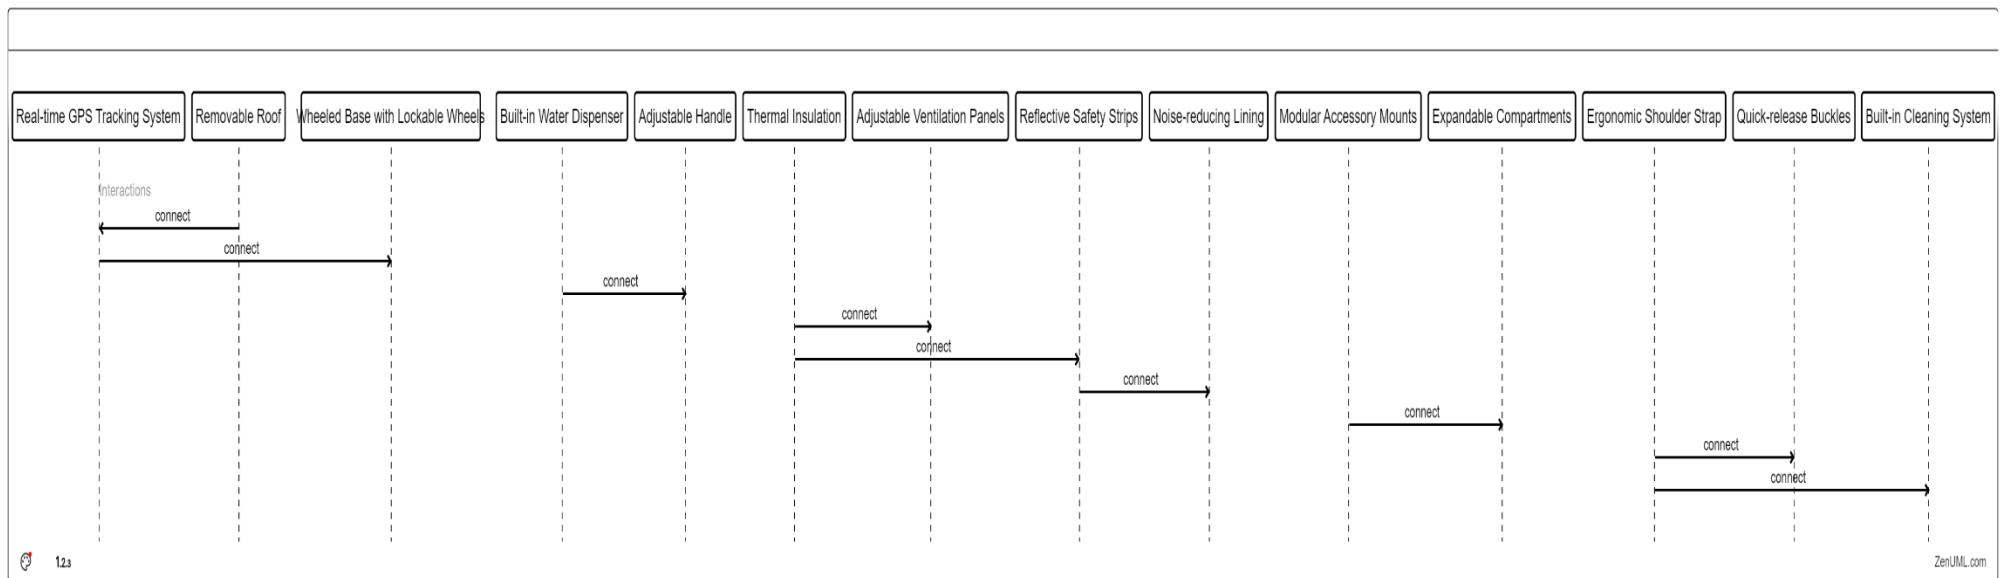 Real-time GPS Tracking System
Removable Roof
Wheeled Base with Lockable Wheels
Built-in Water Dispenser
Adjustable Handle
Thermal Insulation
Adjustable Ventilation Panels
Reflective Safety Strips
Noise-reducing Lining
Modular Accessory Mounts
Expandable Compartments
Ergonomic Shoulder Strap
Quick-release Buckles
Built-in Cleaning System
Interactions
connect
connect
connect
connect
connect
connect
connect
connect
connect
1.2.3
ZenUML.com